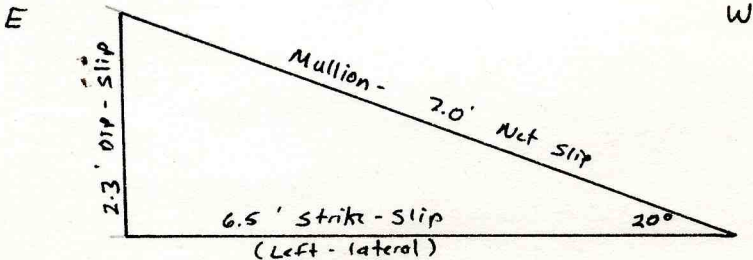 E
W
Mullion - 7.0' Net Slip
2.3' Dip-Slip
6.5' Strike-Slip
20°
(Left-lateral)